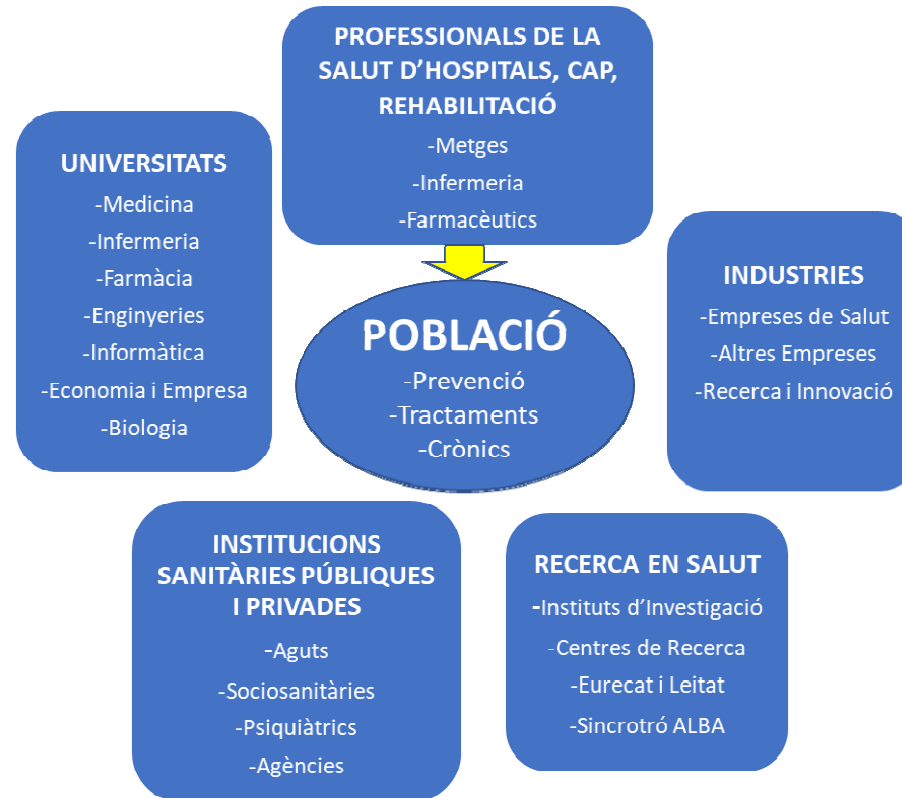 PROFESSIONALS DE LA
SALUT D'HOSPITALS, CAP,
REHABILITACIÓ
-Metges
-Infermeria
-Farmacèutics
UNIVERSITATS
-Medicina
-Infermeria
-Farmàcia
-Enginyeries
-Informàtica
-Economia i Empresa
-Biologia
POBLACIÓ
-Prevenció
-Tractaments
-Crònics
INDUSTRIES
-Empreses de Salut
-Altres Empreses
-Recerca i Innovació
INSTITUCIONS
SANITÀRIES PÚBLIQUES
I PRIVADES
-Aguts
-Sociosanitàries
-Psiquiàtrics
-Agències
RECERCA EN SALUT
-Instituts d'Investigació
-Centres de Recerca
-Eurecat i Leitat
-Sincrotró ALBA